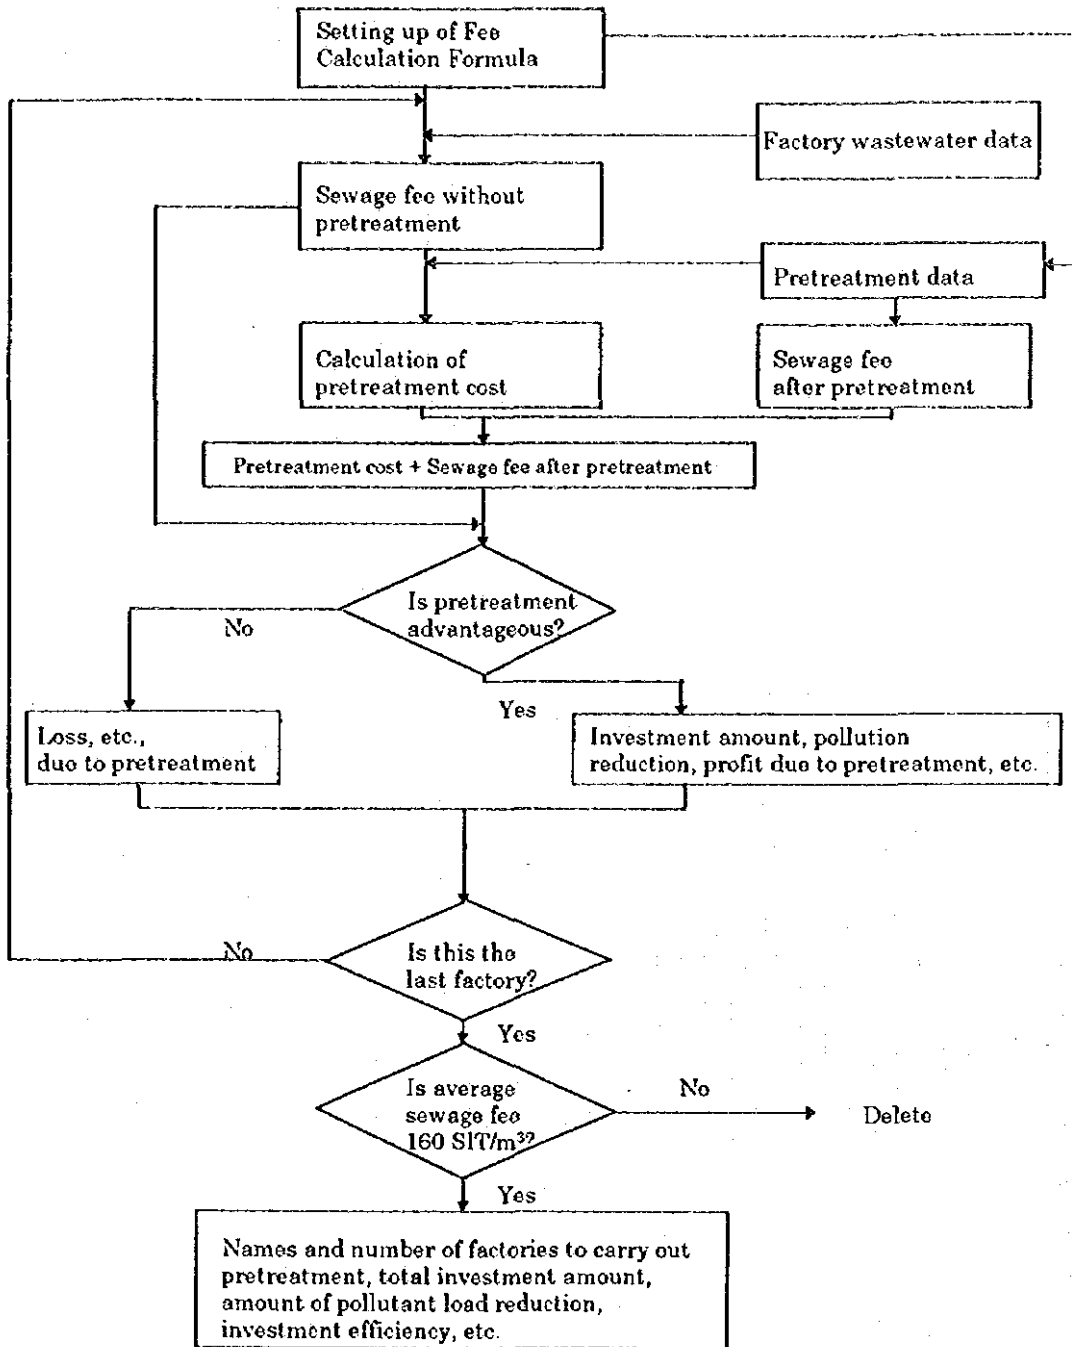 Setting up of Fee
Calculation Formula
Factory wastewater data
Sewage fee without
pretreatment
Pretreatment data
Calculation of
pretreatment cost
Sewage fee
after pretreatment
Pretreatment cost + Sewage fee after pretreatment
Is pretreatment
advantageous?
No
Yes
Loss, etc.,
due to pretreatment
Investment amount, pollution
reduction, profit due to pretreatment, etc.
No
Is this the
last factory?
Yes
Is average
sewage fee
160 SIT/m³?
No
Delete
Yes
Names and number of factories to carry out
pretreatment, total investment amount,
amount of pollutant load reduction,
investment efficiency, etc.